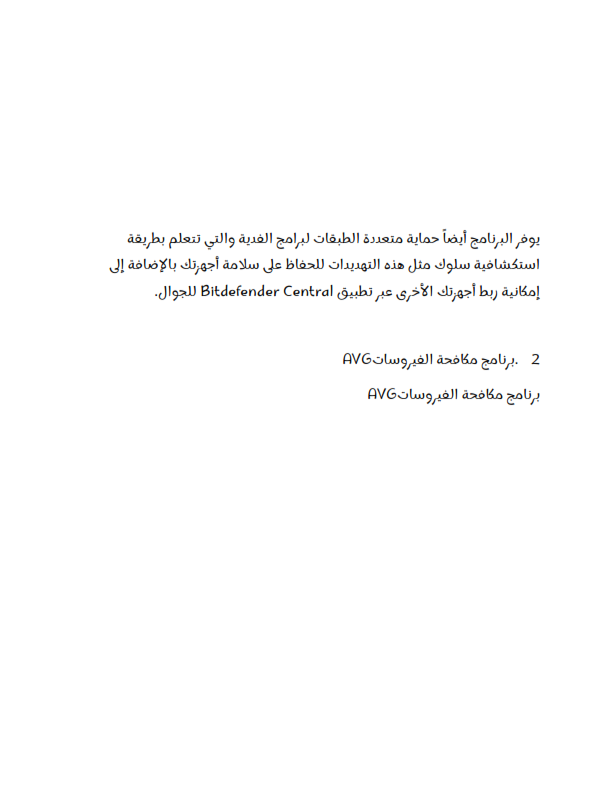 يوفر البرنامج أيضاً حماية متعددة الطبقات لبرامج الفدية والتي تتعلم بطريقة
استكشافية سلوك مثل هذه التهديدات للحفاظ على سلامة أجهزتك بالإضافة إلى
إمكانية ربط أجهزتك الأخرى عبر تطبيق Bitdefender Central للجوال.
2 .برنامج مكافحة الفيروساتAVG
برنامج مكافحة الفيروساتAVG